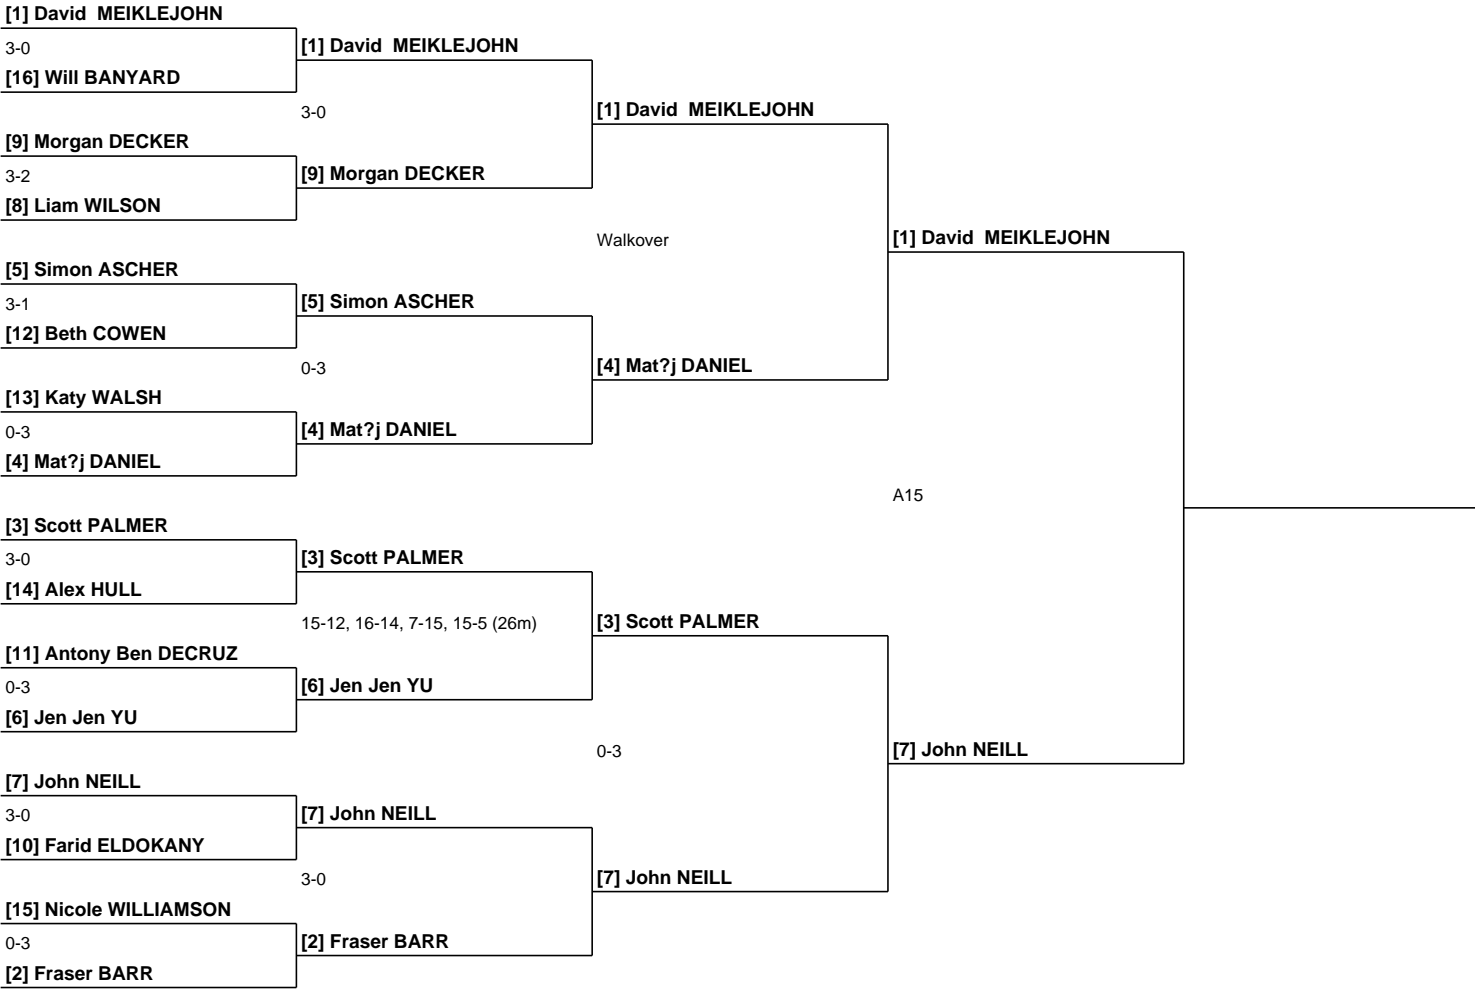 [1] David  MEIKLEJOHN
3-0
[1] David  MEIKLEJOHN
[16] Will BANYARD
3-0
[1] David  MEIKLEJOHN
[9] Morgan DECKER
3-2
[9] Morgan DECKER
[8] Liam WILSON
Walkover
[1] David  MEIKLEJOHN
[5] Simon ASCHER
3-1
[5] Simon ASCHER
[12] Beth COWEN
0-3
[4] Mat?j DANIEL
[13] Katy WALSH
0-3
[4] Mat?j DANIEL
[4] Mat?j DANIEL
A15
[3] Scott PALMER
3-0
[3] Scott PALMER
[14] Alex HULL
15-12, 16-14, 7-15, 15-5 (26m)
[3] Scott PALMER
[11] Antony Ben DECRUZ
0-3
[6] Jen Jen YU
[6] Jen Jen YU
0-3
[7] John NEILL
[7] John NEILL
3-0
[7] John NEILL
[10] Farid ELDOKANY
3-0
[7] John NEILL
[15] Nicole WILLIAMSON
0-3
[2] Fraser BARR
[2] Fraser BARR